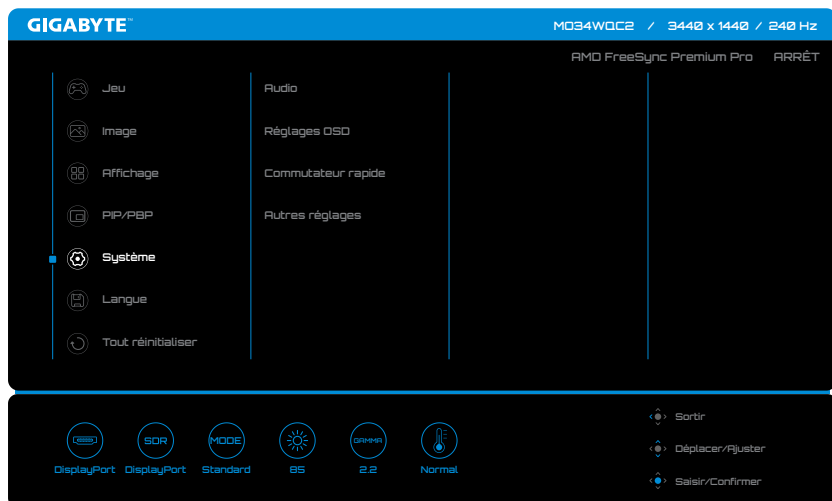 GIGABYTE™ MO34WQC2 / 3440 x 1440 / 240 Hz
AMD FreeSync Premium Pro ARRÊT
Jeu Audio
Image Réglages OSD
Affichage Commutateur rapide
PIP/PBP Autres réglages
Système
Langue
Tout réinitialiser
SDR MODE GAMMA
DisplayPort DisplayPort Standard 85 2.2 Normal
Sortir
Déplacer/Ajuster
Saisir/Confirmer